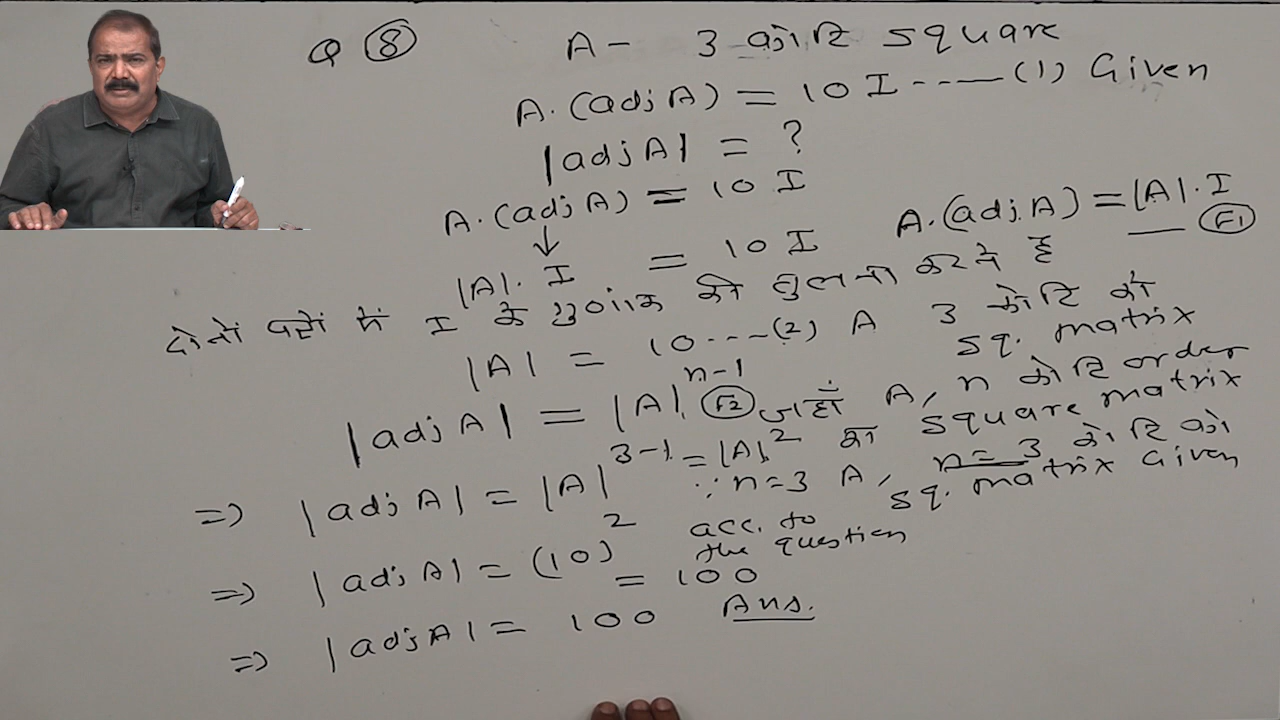 Q 8 A - 3 कोटि square
A.(adj A) = 10 I ------ (1) Given
|adj A| = ?
A.(adj A) = 10 I
A.(adj. A) = |A|. I F1
↓
|A|. I = 10 I
दोनो पक्षों में I के गुणांक की तुलना करने है
|A| = 10 ---- (2) A 3 कोटि को
sq. matrix
|adj A| = |A|^{n-1} F2 जहाँ A, n कोटि order
का square matrix
=> |adj A| = |A|^{3-1} = |A|^2
∵ n=3 A, n = 3 कोटि को
sq. matrix Given
=> |adj A| = (10)^2 = 100
acc. to
the question
=> |adj A| = 100 Ans.